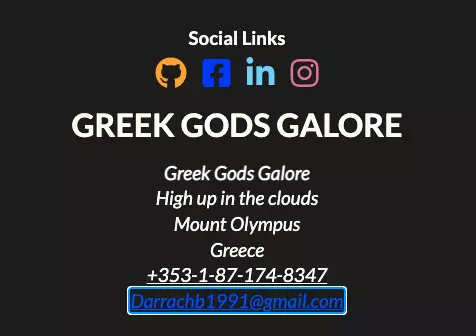 Social Links
GREEK GODS GALORE
Greek Gods Galore
High up in the clouds
Mount Olympus
Greece
+353-1-87-174-8347
Darrachb1991@gmail.com